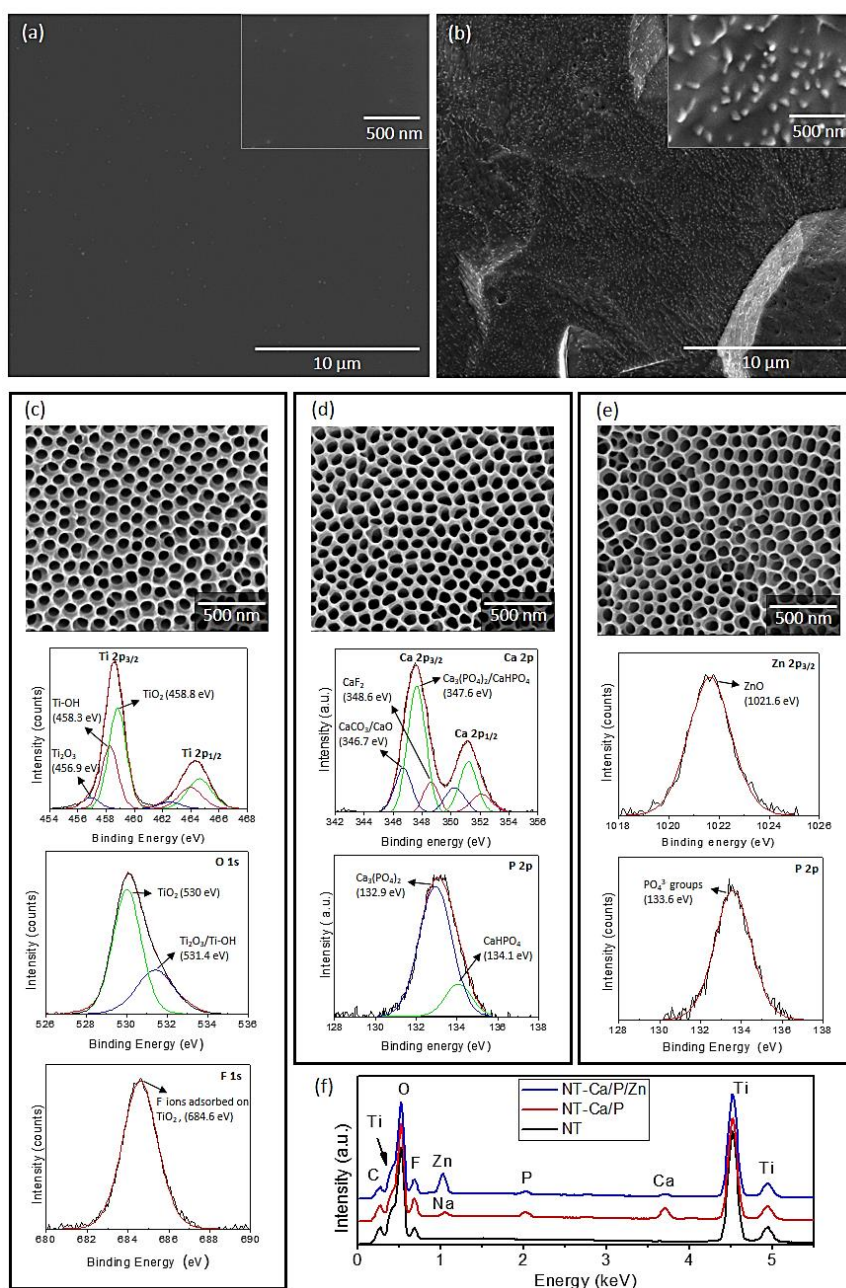 (a)
500 nm
10 µm
(b)
500 nm
10 µm
(c)
500 nm
Ti 2p3/2
Ti-OH
(458.3 eV)
TiO2 (458.8 eV)
Ti2O3
(456.9 eV)
Ti 2p1/2
Intensity (counts)
454 456 458 460 462 464 466 468
Binding Energy (eV)
O 1s
TiO2 (530 eV)
Ti2O3/Ti-OH
(531.4 eV)
Intensity (counts)
526 528 530 532 534 536
Binding Energy (eV)
F 1s
F ions adsorbed on
TiO2, (684.6 eV)
Intensity (counts)
680 682 684 686 688 690
Binding Energy (eV)
(d)
500 nm
Ca 2p3/2
Ca 2p
CaF2
(348.6 eV)
Ca3(PO4)2/CaHPO4
(347.6 eV)
CaCO3/CaO
(346.7 eV)
Ca 2p1/2
Intensity (a.u.)
342 344 346 348 350 352 354 356
Binding Energy (eV)
P 2p
Ca3(PO4)2
(132.9 eV)
CaHPO4
(134.1 eV)
Intensity ( a.u.)
128 130 132 134 136 138
Binding Energy (eV)
(e)
500 nm
Zn 2p3/2
ZnO
(1021.6 eV)
Intensity (counts)
1018 1020 1022 1024 1026
Binding Energy (eV)
P 2p
PO4³ groups
(133.6 eV)
Intensity (counts)
128 130 132 134 136 138
Binding Energy (eV)
(f)
NT-Ca/P/Zn
NT-Ca/P
NT
C
Ti
O
F
Zn
Na
P
Ca
Ti
Ti
Intensity (a.u.)
0 1 2 3 4 5
Energy (keV)